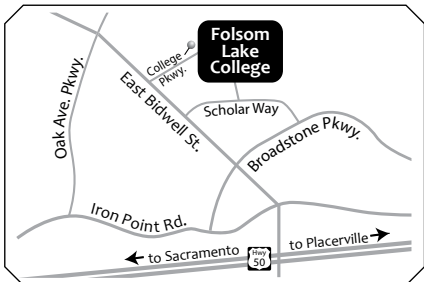 Folsom
Lake
College
College
Pkwy.
Oak Ave. Pkwy.
East Bidwell St.
Scholar Way
Broadstone Pkwy.
Iron Point Rd.
to Sacramento
Hwy
50
to Placerville